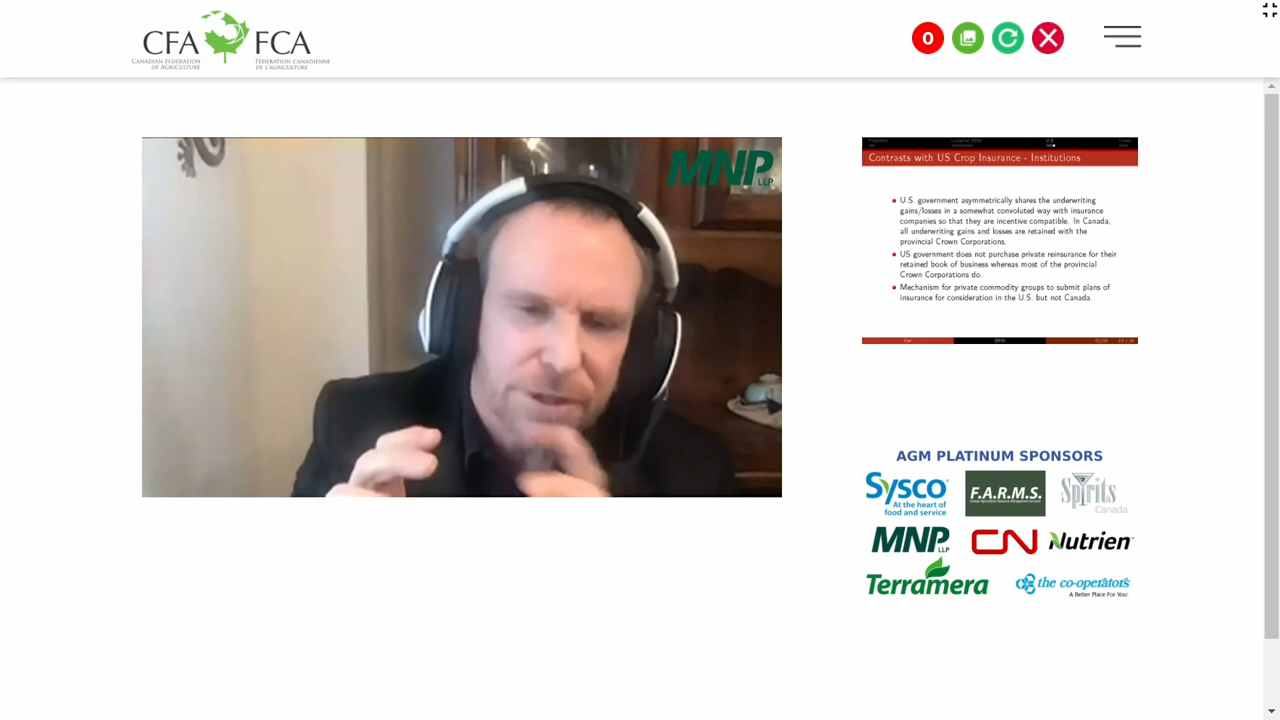 CFA FCA
CANADIAN FEDERATION
OF AGRICULTURE
FÉDÉRATION CANADIENNE
DE L'AGRICULTURE
0
MNP
LLP
Contrasts with US Crop Insurance - Institutions
U.S. government asymmetrically shares the underwriting
gains/losses in a somewhat convoluted way with insurance
companies so that they are incentive compatible. In Canada,
all underwriting gains and losses are retained with the
provincial Crown Corporations.
US government does not purchase private reinsurance for their
retained book of business whereas most of the provincial
Crown Corporations do.
Mechanism for private commodity groups to submit plans of
insurance for consideration in the U.S. but not Canada.
AGM PLATINUM SPONSORS
Sysco
At the heart of
food and service
F.A.R.M.S.
Spirits
Canada
MNP
LLP
CN
Nutrien
Terramera
the co-operators
A Better Place For You